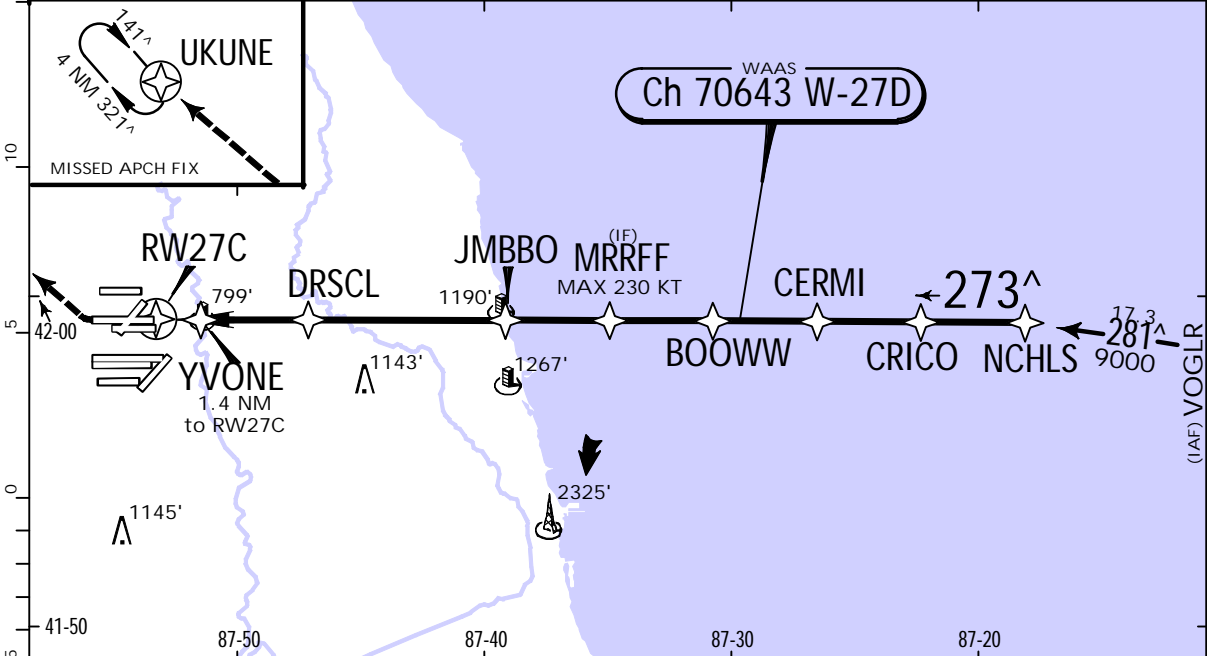 141^
UKUNE
4 NM 321^
MISSED APCH FIX
WAAS
Ch 70643 W-27D
10
RW27C
799'
DRSCL
JMBBO
1190'
(IF)
MRRFF
MAX 230 KT
CERMI
273^
42-00
YVONE
1.4 NM
to RW27C
1143'
1267'
BOOWW
CRICO
NCHLS
17.3
281^
9000
(IAF) VOGLR
0
1145'
2325'
41-50
87-50
87-40
87-30
87-20
5